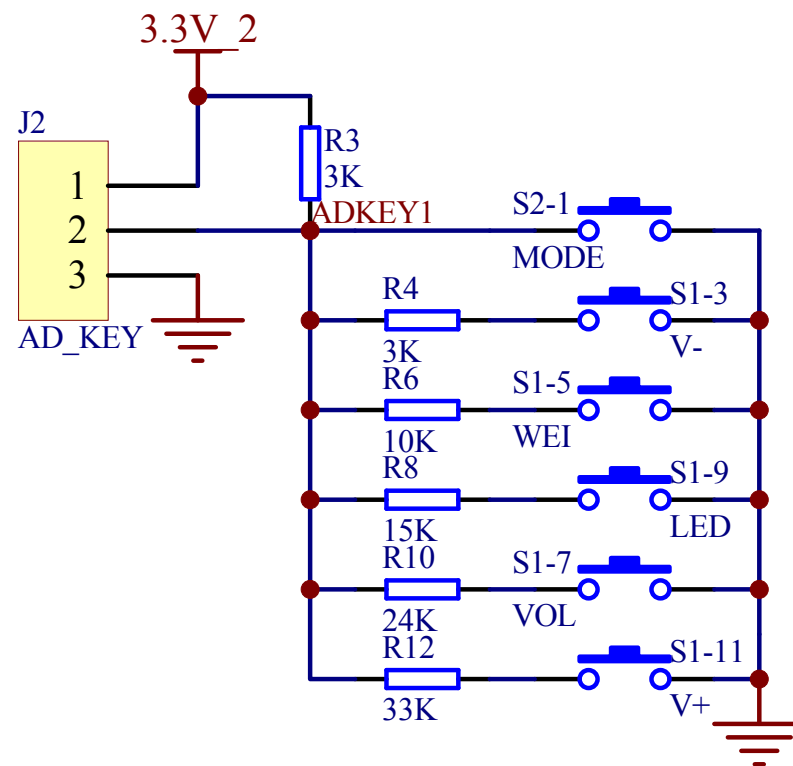 3.3V_2
J2
1
2
3
AD_KEY
R3
3K
ADKEY1
S2-1
MODE
R4
3K
S1-3
V-
R6
10K
S1-5
WEI
R8
15K
S1-9
LED
R10
24K
S1-7
VOL
R12
33K
S1-11
V+